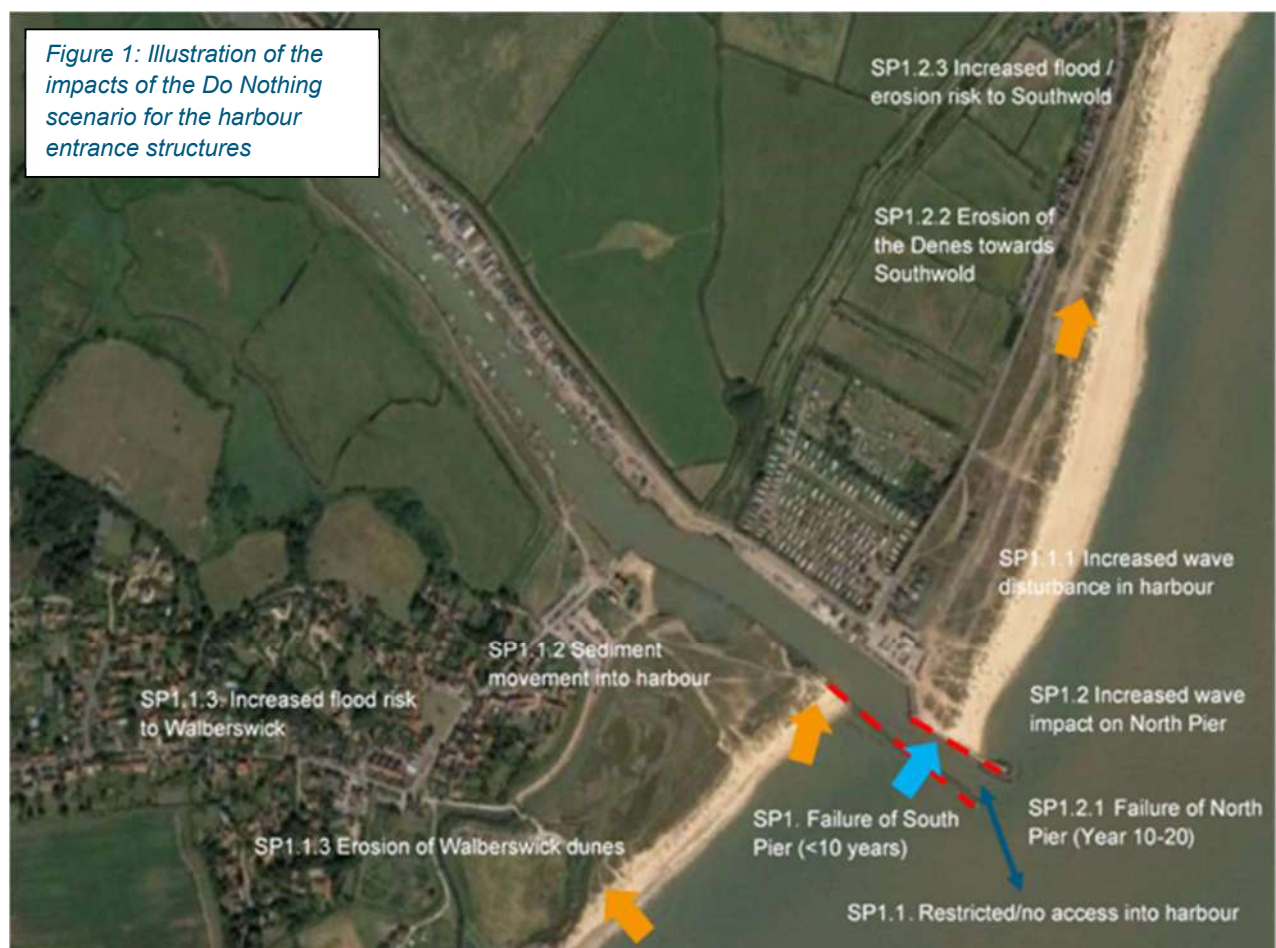 Figure 1: Illustration of the
impacts of the Do Nothing
scenario for the harbour
entrance structures
SP1.2.3 Increased flood /
erosion risk to Southwold
SP1.2.2 Erosion of
the Denes towards
Southwold
SP1.1.1 Increased wave
disturbance in harbour
SP1.1.2 Sediment
movement into harbour
SP1.1.3- Increased flood risk
to Walberswick
SP1.2 Increased wave
impact on North Pier
SP1. Failure of South
Pier (<10 years)
SP1.2.1 Failure of North
Pier (Year 10-20)
SP1.1.3 Erosion of Walberswick dunes
SP1.1. Restricted/no access into harbour